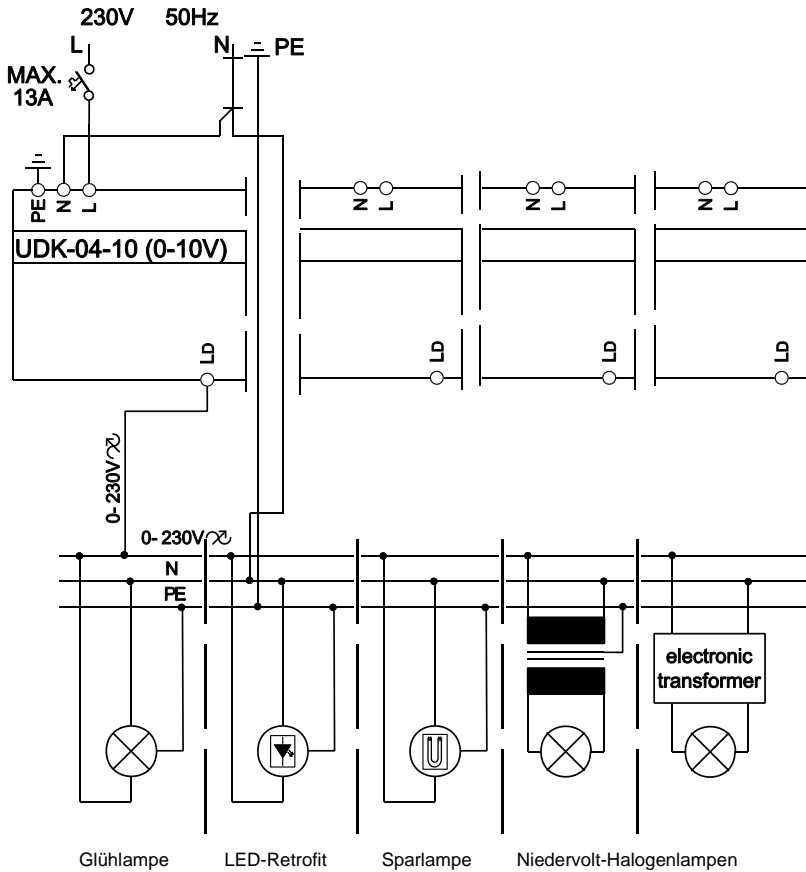 230V 50Hz
L N PE
MAX.
13A
PE N L N L N L N L
UDK-04-10 (0-10V)
LD LD LD LD
0-230V
0-230V
N
PE
electronic
transformer
Glühlampe LED-Retrofit Sparlampe Niedervolt-Halogenlampen